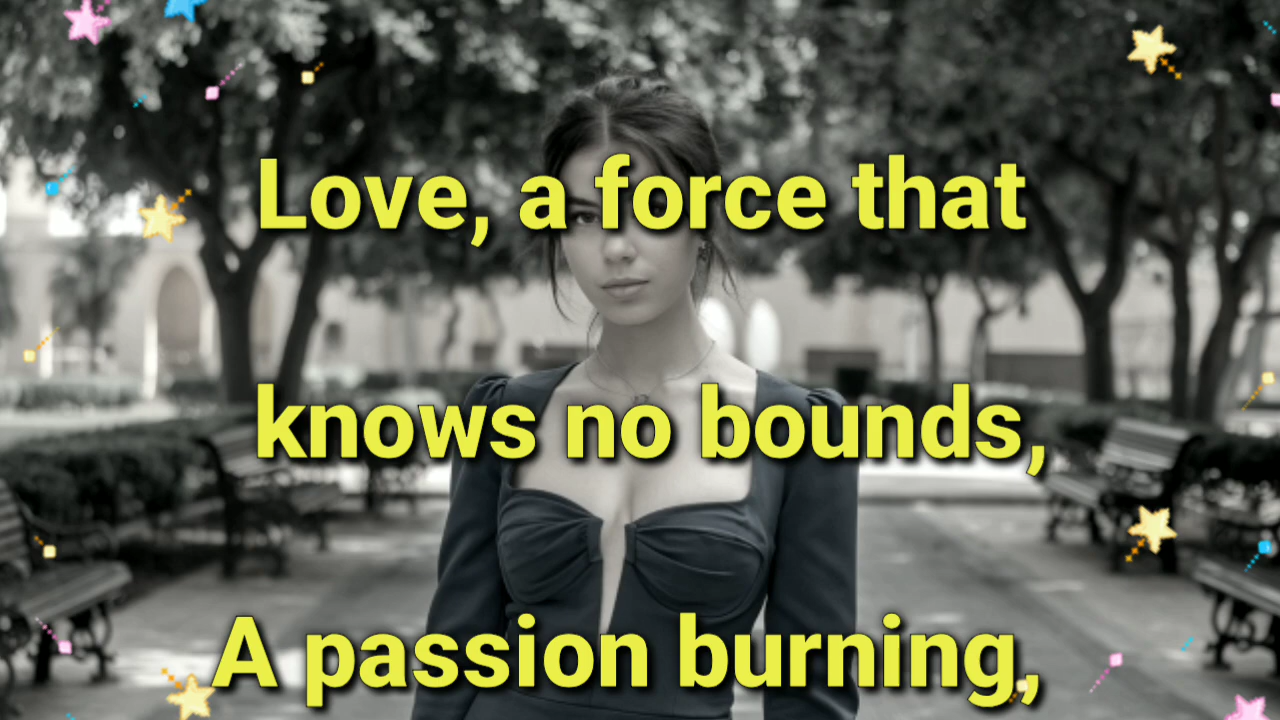 Love, a force that
knows no bounds,
A passion burning,